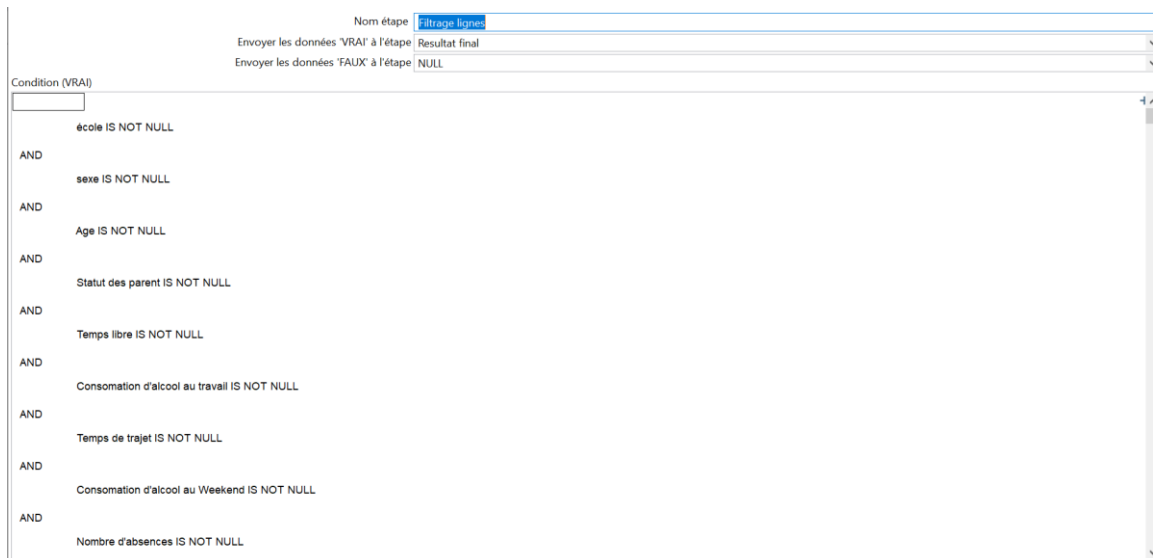 Nom étape Filtrage lignes
Envoyer les données 'VRAI' à l'étape Resultat final
Envoyer les données 'FAUX' à l'étape NULL
Condition (VRAI)
école IS NOT NULL
AND
sexe IS NOT NULL
AND
Age IS NOT NULL
AND
Statut des parent IS NOT NULL
AND
Temps libre IS NOT NULL
AND
Consomation d'alcool au travail IS NOT NULL
AND
Temps de trajet IS NOT NULL
AND
Consomation d'alcool au Weekend IS NOT NULL
AND
Nombre d'absences IS NOT NULL